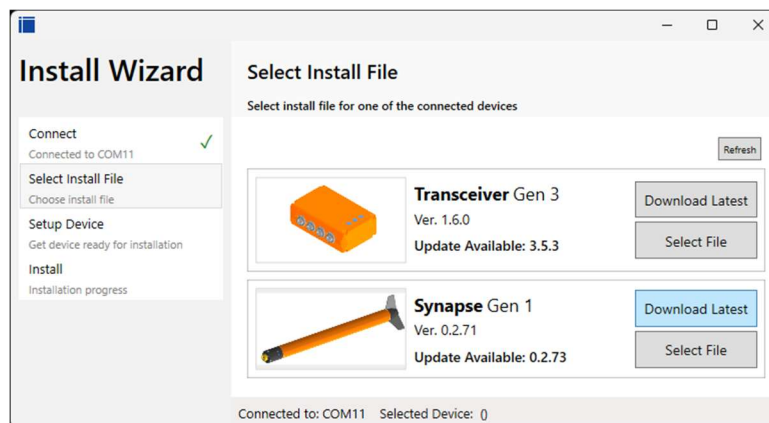 Install Wizard
Connect
Connected to COM11
Select Install File
Choose install file
Setup Device
Get device ready for installation
Install
Installation progress
Select Install File
Select install file for one of the connected devices
Refresh
Transceiver Gen 3
Ver. 1.6.0
Update Available: 3.5.3
Download Latest
Select File
Synapse Gen 1
Ver. 0.2.71
Update Available: 0.2.73
Download Latest
Select File
Connected to: COM11 Selected Device: ()